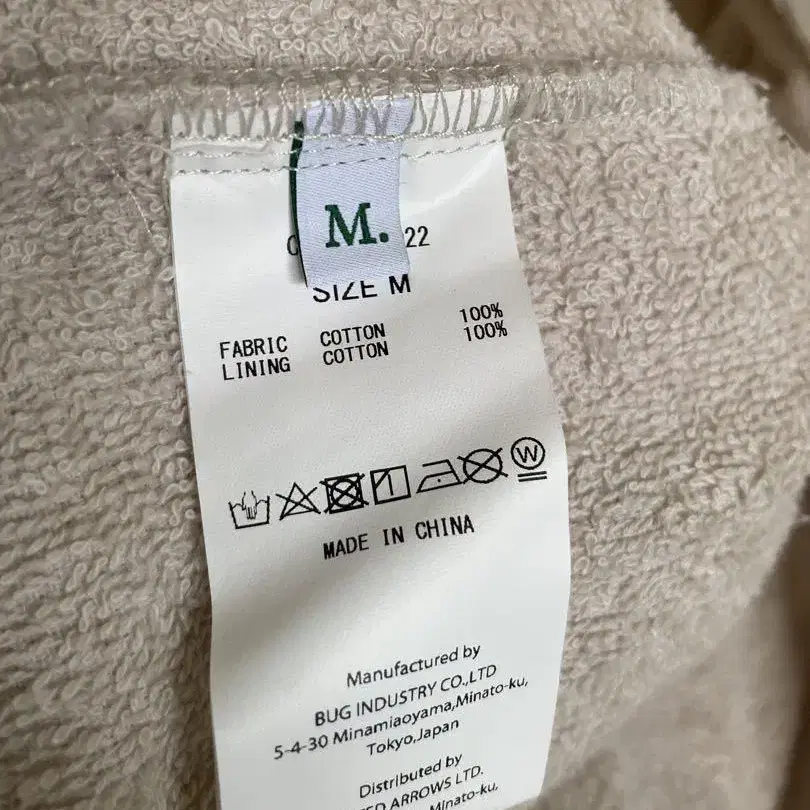 M.
22
SIZE M
FABRIC COTTON 100%
LINING COTTON 100%
W
MADE IN CHINA
Manufactured by
BUG INDUSTRY CO.,LTD
5-4-30 Minamiaoyama,Minato-ku,
Tokyo,Japan
Distributed by
ARROWS LTD.
Minato-ku,